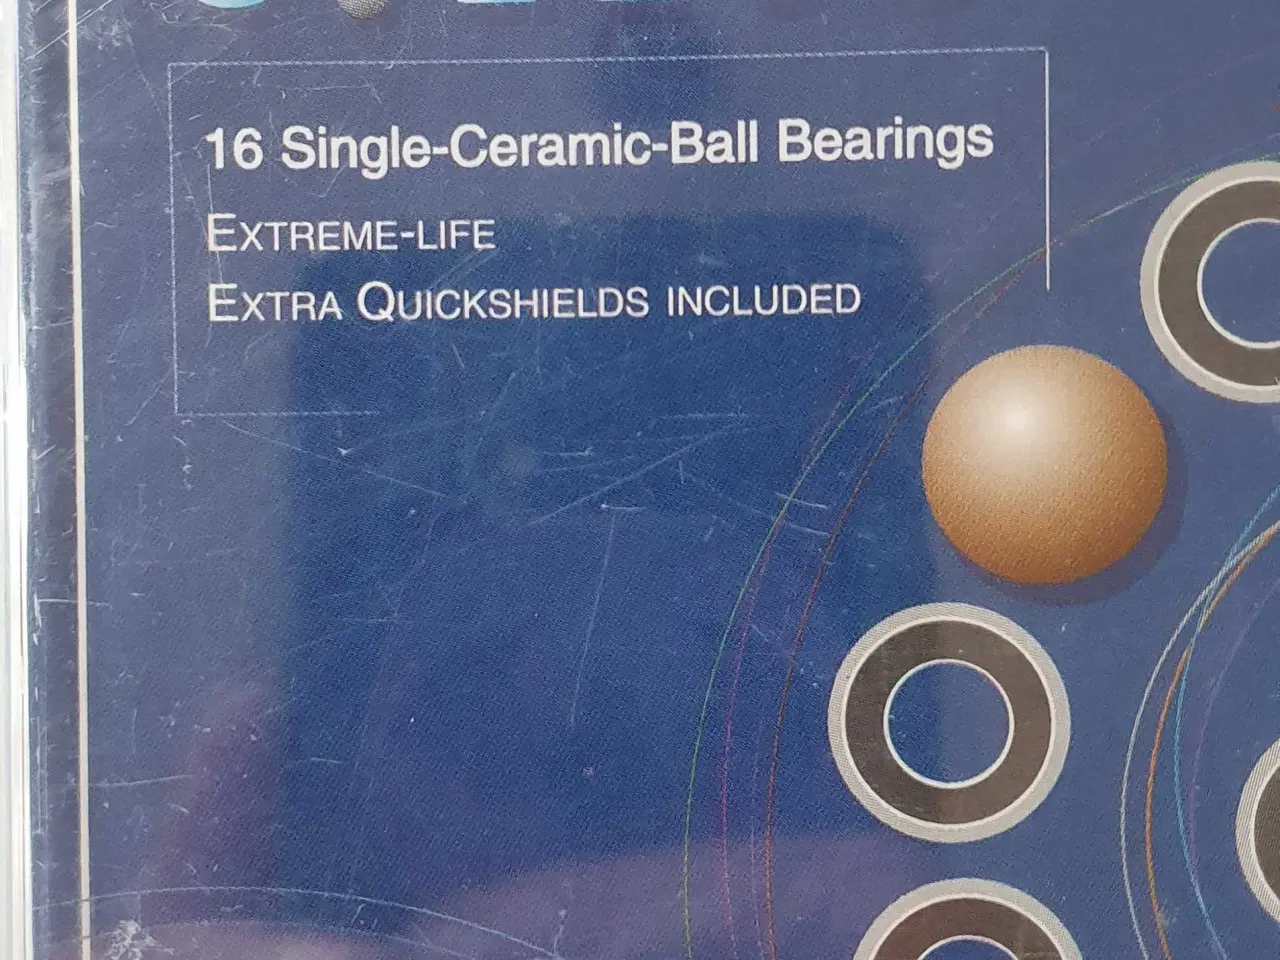 16 Single-Ceramic-Ball Bearings
EXTREME-LIFE
EXTRA QUICKSHIELDS INCLUDED